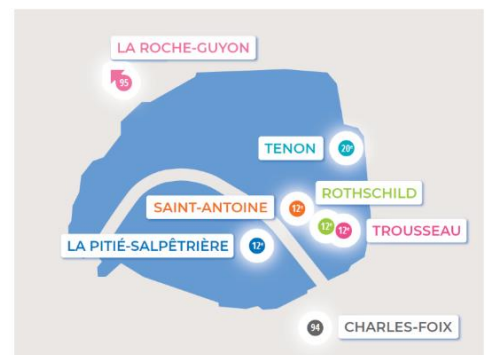 LA ROCHE-GUYON
95
TENON
20e
ROTHSCHILD
SAINT-ANTOINE
12e
12e
12e
TROUSSEAU
LA PITIÉ-SALPÊTRIÈRE
12e
94
CHARLES-FOIX